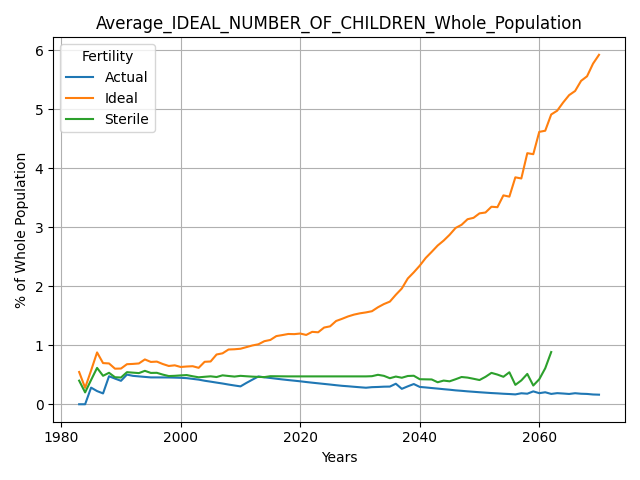 Average_IDEAL_NUMBER_OF_CHILDREN_Whole_Population
Fertility
Actual
Ideal
Sterile
% of Whole Population
6
5
4
3
2
1
0
1980 2000 2020 2040 2060
Years